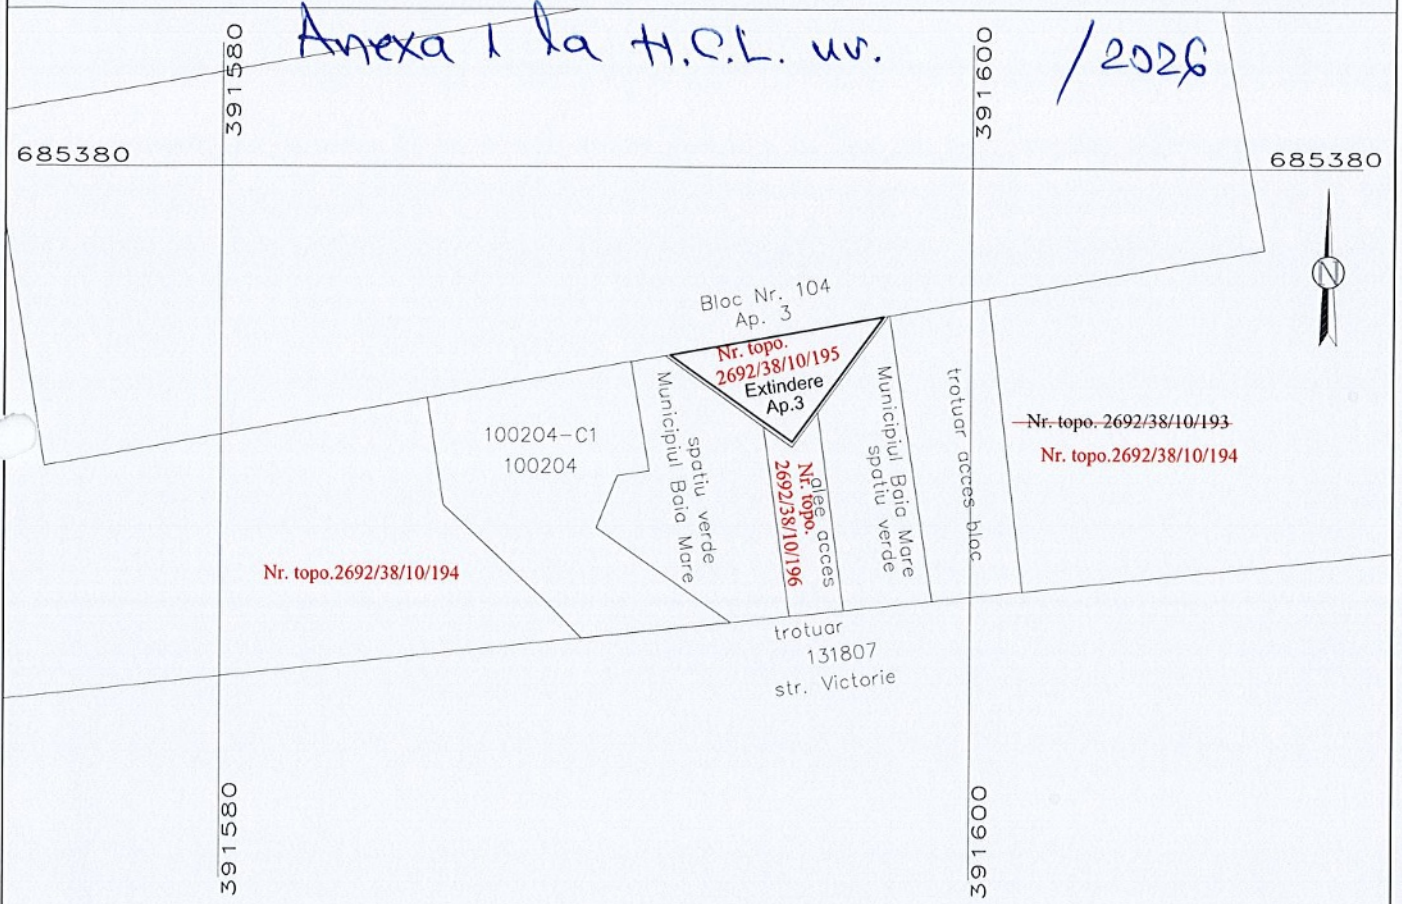 Anexa 1 la H.C.L. nr. /2026
391580
391600
685380
685380
N
Bloc Nr. 104
Ap. 3
Nr. topo.
2692/38/10/195
Extindere
Ap.3
100204-C1
100204
Municipiul Baia Mare
spatiu verde
Nr. topo.
2692/38/10/196
alee acces
Municipiul Baia Mare
spatiu verde
trotuar acces bloc
Nr. topo. 2692/38/10/193
Nr. topo.2692/38/10/194
Nr. topo.2692/38/10/194
trotuar
131807
str. Victorie
391580
391600